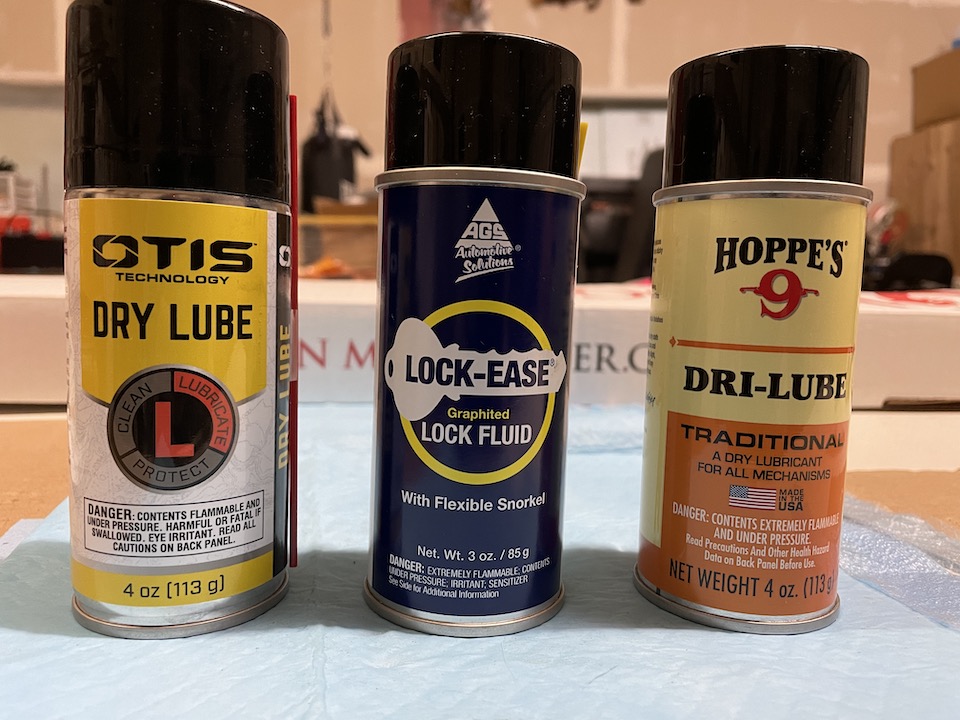 OTIS
TECHNOLOGY
DRY LUBE
CLEAN
LUBRICATE
PROTECT
L
DANGER: CONTENTS FLAMMABLE AND
UNDER PRESSURE. HARMFUL OR FATAL IF
SWALLOWED. EYE IRRITANT. READ ALL
CAUTIONS ON BACK PANEL.
4 oz (113 g)
DRY LUBE
AGS®
Automotive
Solutions
LOCK-EASE®
Graphited
LOCK FLUID
With Flexible Snorkel
Net. Wt. 3 oz. / 85g
DANGER: EXTREMELY FLAMMABLE; CONTENTS
UNDER PRESSURE; IRRITANT; SENSITIZER
See Side for Additional Information
HOPPE'S®
9
DRI-LUBE
TRADITIONAL
A DRY LUBRICANT
FOR ALL MECHANISMS
MADE
IN THE
USA
DANGER: CONTENTS EXTREMELY FLAMMABLE
AND UNDER PRESSURE.
Read Precautions And Other Health Hazard
Data on Back Panel Before Use.
NET WEIGHT 4 oz. (113 g)
N M
ER.C